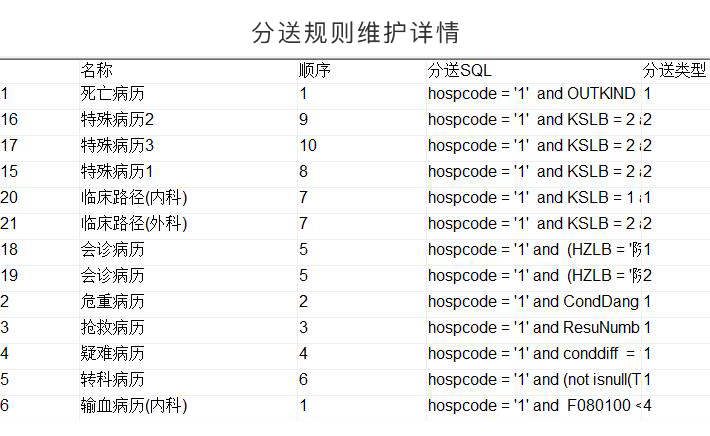 分送规则维护详情
名称 顺序 分送SQL 分送类型
1 死亡病历 1 hospcode = '1' and OUTKIND 1
16 特殊病历2 9 hospcode = '1' and KSLB = 2 a 2
17 特殊病历3 10 hospcode = '1' and KSLB = 2 a 2
15 特殊病历1 8 hospcode = '1' and KSLB = 2 a 2
20 临床路径(内科) 7 hospcode = '1' and KSLB = 1 a 1
21 临床路径(外科) 7 hospcode = '1' and KSLB = 2 a 2
18 会诊病历 5 hospcode = '1' and (HZLB = '院 1
19 会诊病历 5 hospcode = '1' and (HZLB = '院 2
2 危重病历 2 hospcode = '1' and CondDang 1
3 抢救病历 3 hospcode = '1' and ResuNumb 1
4 疑难病历 4 hospcode = '1' and conddiff = 1
5 转科病历 6 hospcode = '1' and (not isnull(T 1
6 输血病历(内科) 1 hospcode = '1' and F080100 < 4